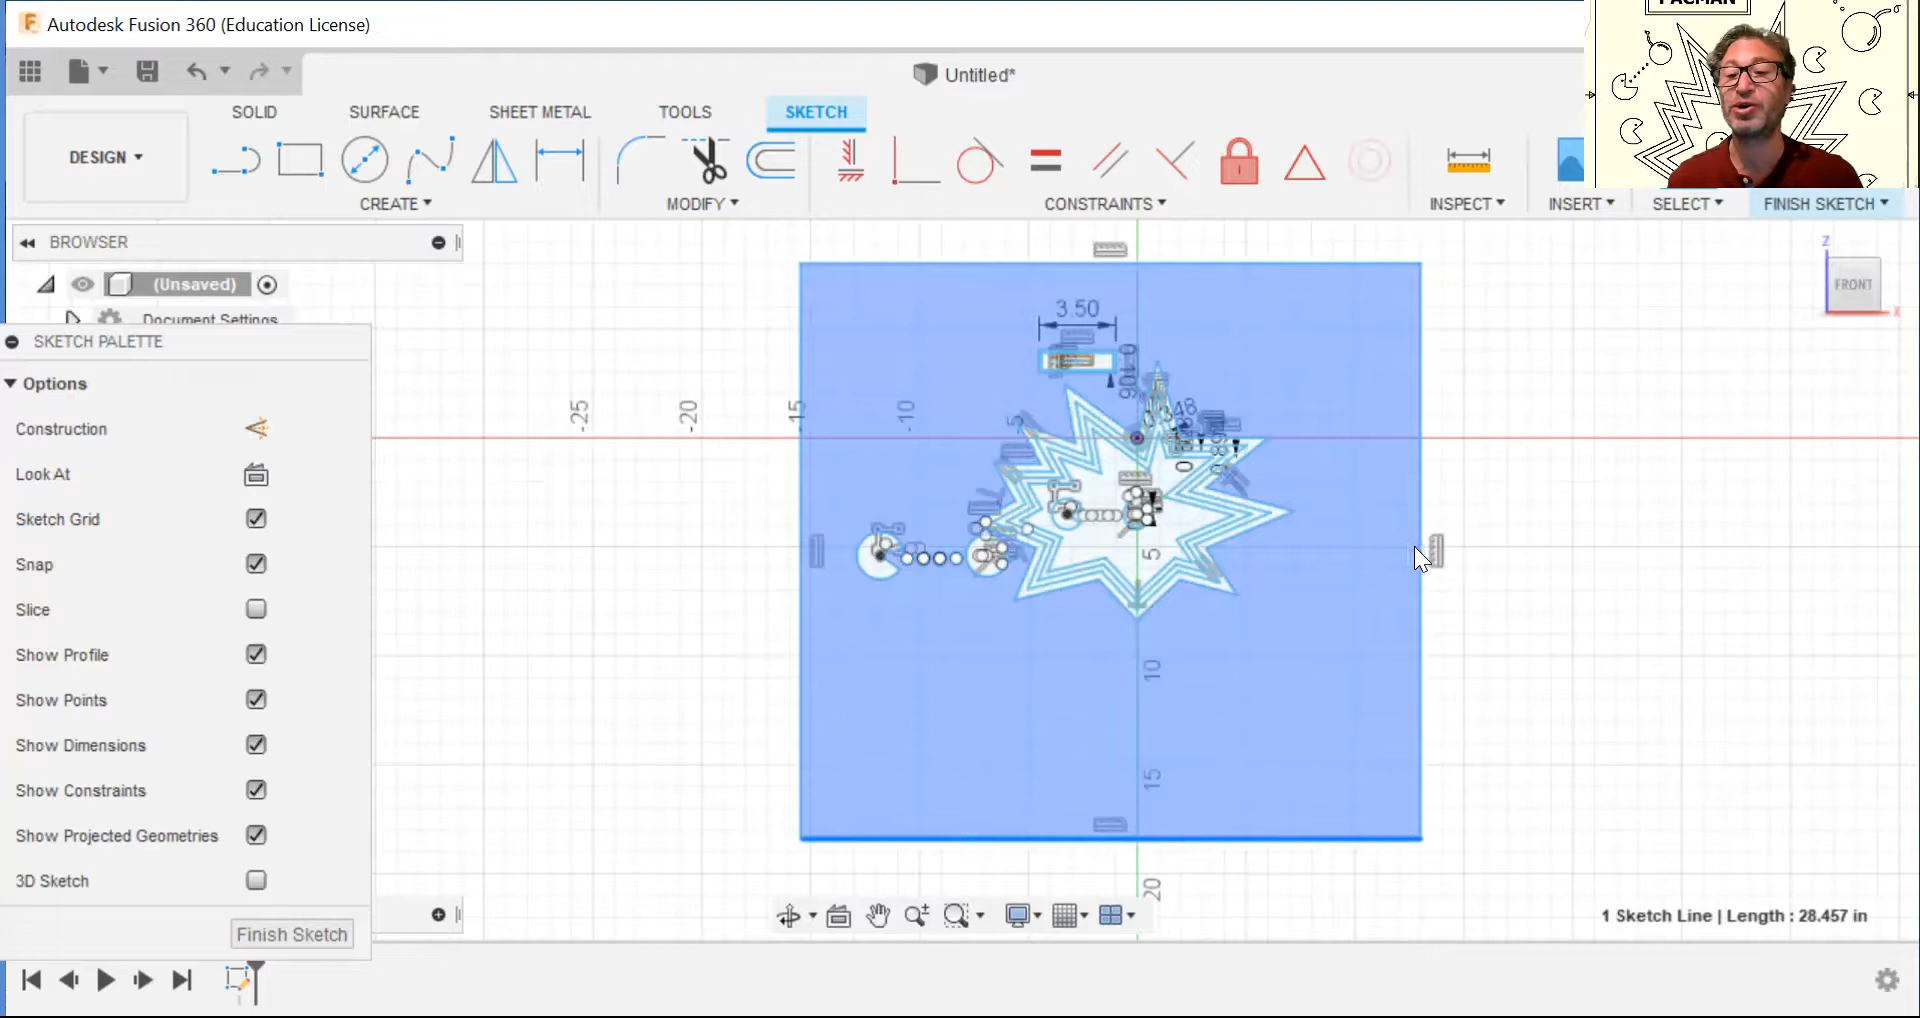 Autodesk Fusion 360 (Education License)
PACMAN
Untitled*
SOLID
SURFACE
SHEET METAL
TOOLS
SKETCH
DESIGN
CREATE
MODIFY
CONSTRAINTS
INSPECT
INSERT
SELECT
FINISH SKETCH
BROWSER
(Unsaved)
Document Settings
SKETCH PALETTE
Options
Construction
Look At
Sketch Grid
Snap
Slice
Show Profile
Show Points
Show Dimensions
Show Constraints
Show Projected Geometries
3D Sketch
Finish Sketch
Z
FRONT
X
3.50
-25
-20
-15
-10
5
10
15
20
1 Sketch Line | Length : 28.457 in